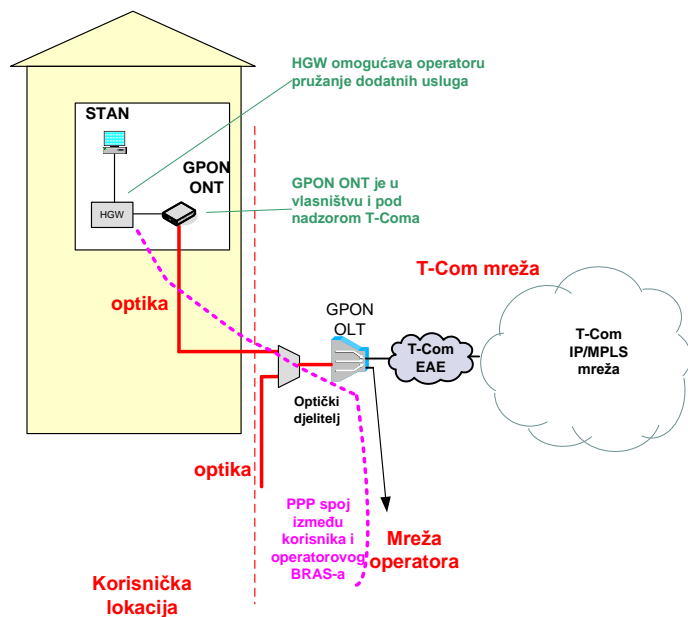 HGW omogućava operatoru
pružanje dodatnih usluga
STAN
GPON
ONT
HGW
GPON ONT je u
vlasništvu i pod
nadzorom T-Coma
T-Com mreža
optika
GPON
OLT
T-Com
EAE
T-Com
IP/MPLS
mreža
Optički
djelitelj
optika
PPP spoj
između
korisnika i
operatorovog
BRAS-a
Mreža
operatora
Korisnička
lokacija